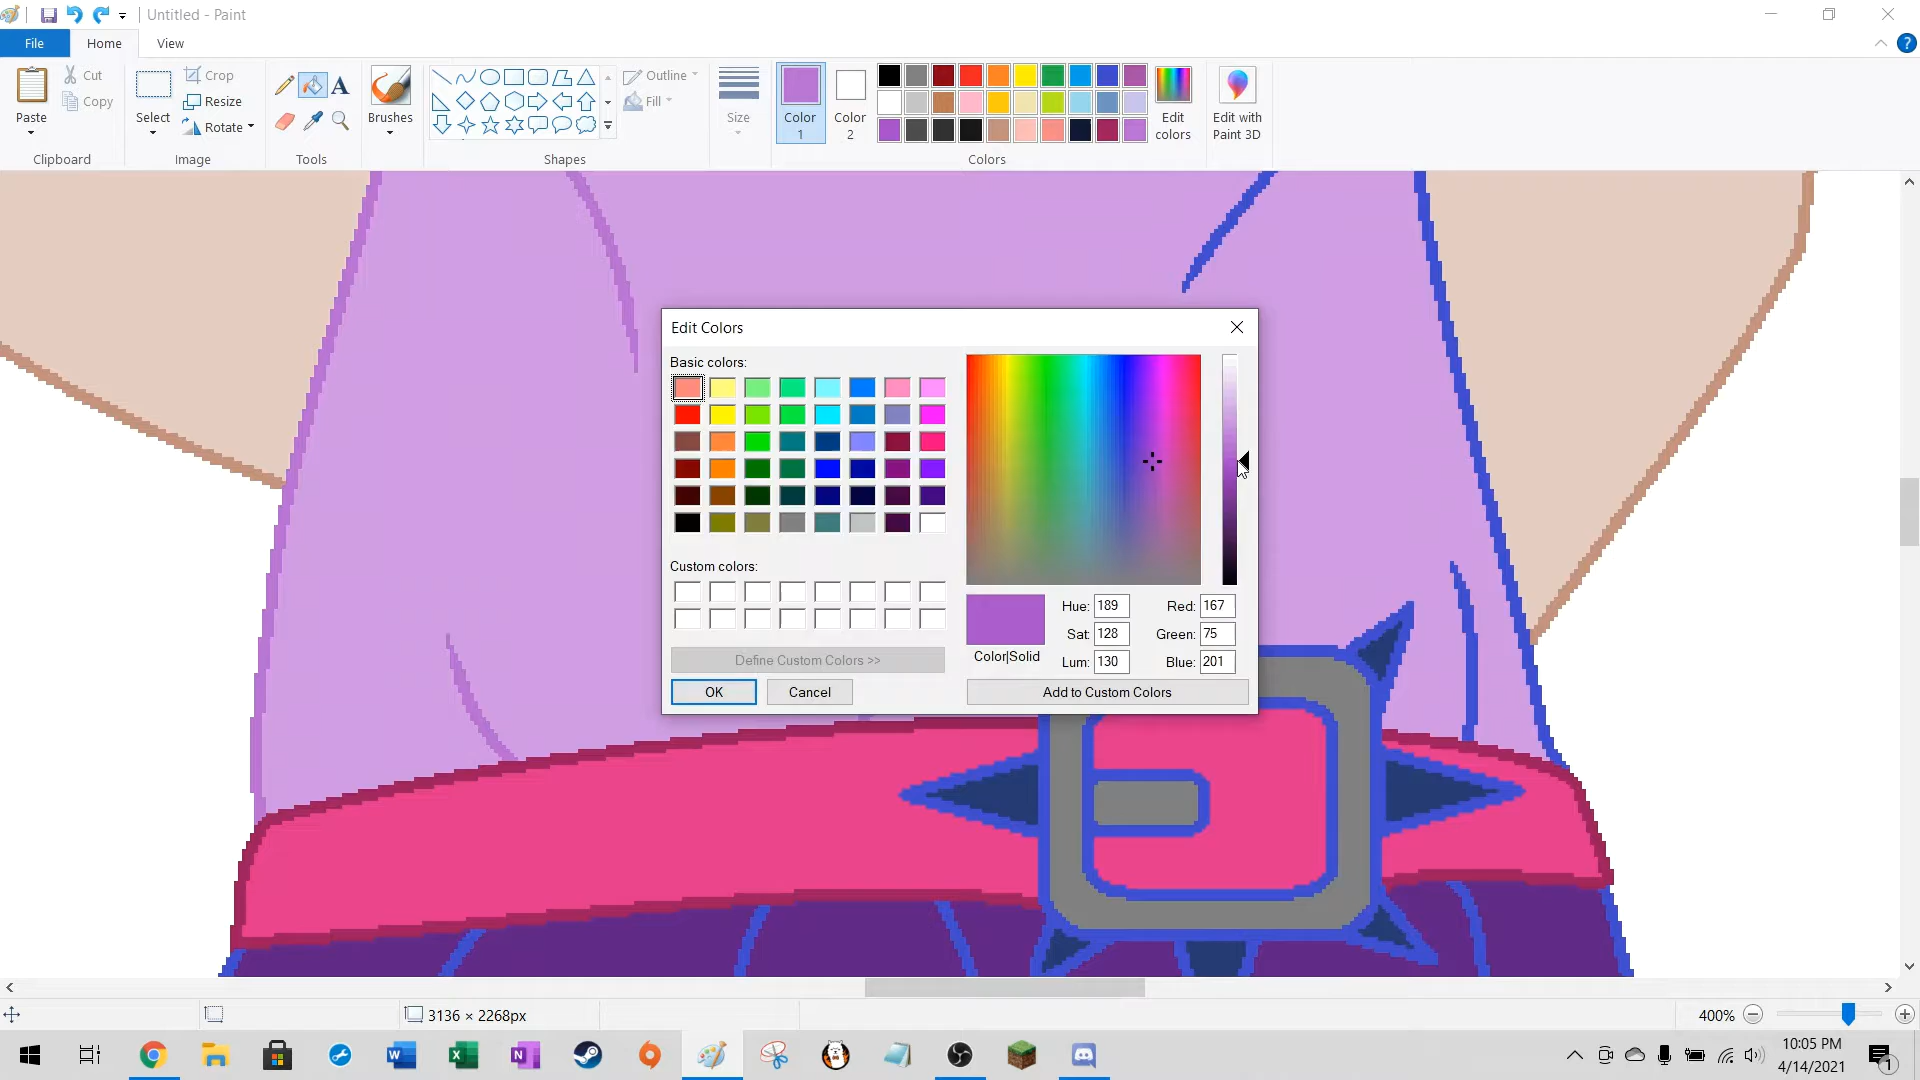 Untitled - Paint
File Home View
Paste
Cut
Copy
Clipboard
Select
Crop
Resize
Rotate
Image
A
Tools
Brushes
Outline
Fill
Shapes
Size
Color 1
Color 2
Edit colors
Colors
Edit with Paint 3D
?
Edit Colors
Basic colors:
Custom colors:
Define Custom Colors >>
OK Cancel
Color|Solid
Hue: 189 Red: 167
Sat: 128 Green: 75
Lum: 130 Blue: 201
Add to Custom Colors
3136 × 2268px
400%
10:05 PM
4/14/2021
1